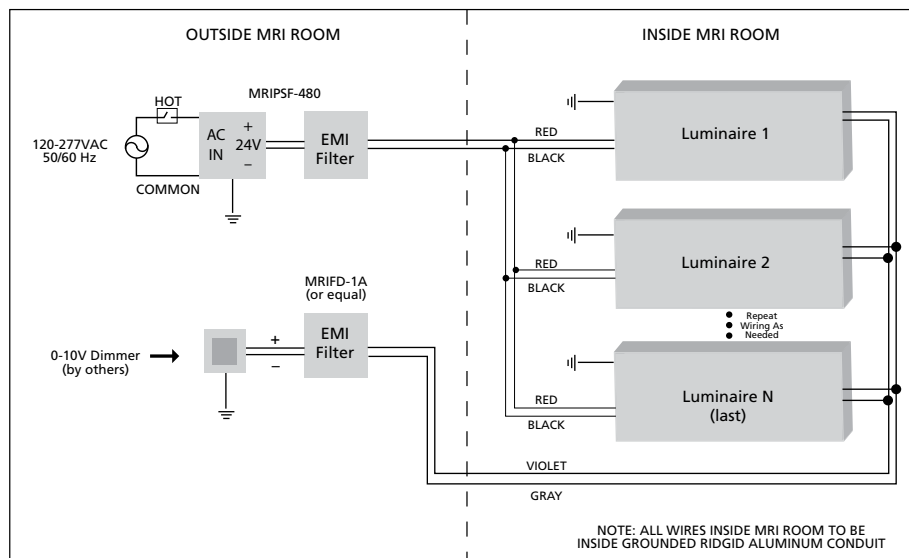 OUTSIDE MRI ROOM
INSIDE MRI ROOM
MRIPSF-480
HOT
AC
IN
+
24V
–
EMI
Filter
120-277VAC
50/60 Hz
COMMON
RED
BLACK
Luminaire 1
RED
BLACK
Luminaire 2
Repeat
Wiring As
Needed
MRIFD-1A
(or equal)
0-10V Dimmer
(by others)
+
–
EMI
Filter
RED
BLACK
Luminaire N
(last)
VIOLET
GRAY
NOTE: ALL WIRES INSIDE MRI ROOM TO BE
INSIDE GROUNDED RIDGID ALUMINUM CONDUIT